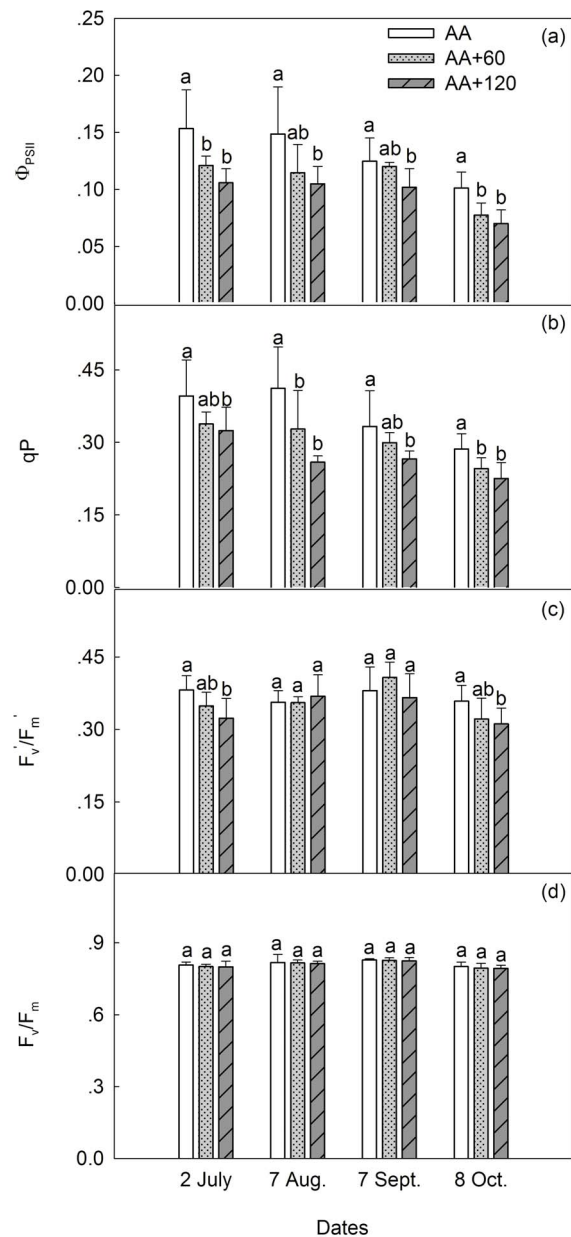 .25
(a)
AA
AA+60
AA+120
.20
.15
.10
.05
0.00
ΦPSII
a b b
a ab b
a ab b
a b b
(b)
.45
.30
.15
0.00
qP
a ab b
a b b
a ab b
a b b
(c)
.45
.30
.15
0.00
Fv'/Fm'
a ab b
a a a
a a a
a ab b
(d)
.9
.6
.3
0.0
Fv/Fm
a a a
a a a
a a a
a a a
2 July 7 Aug. 7 Sept. 8 Oct.
Dates